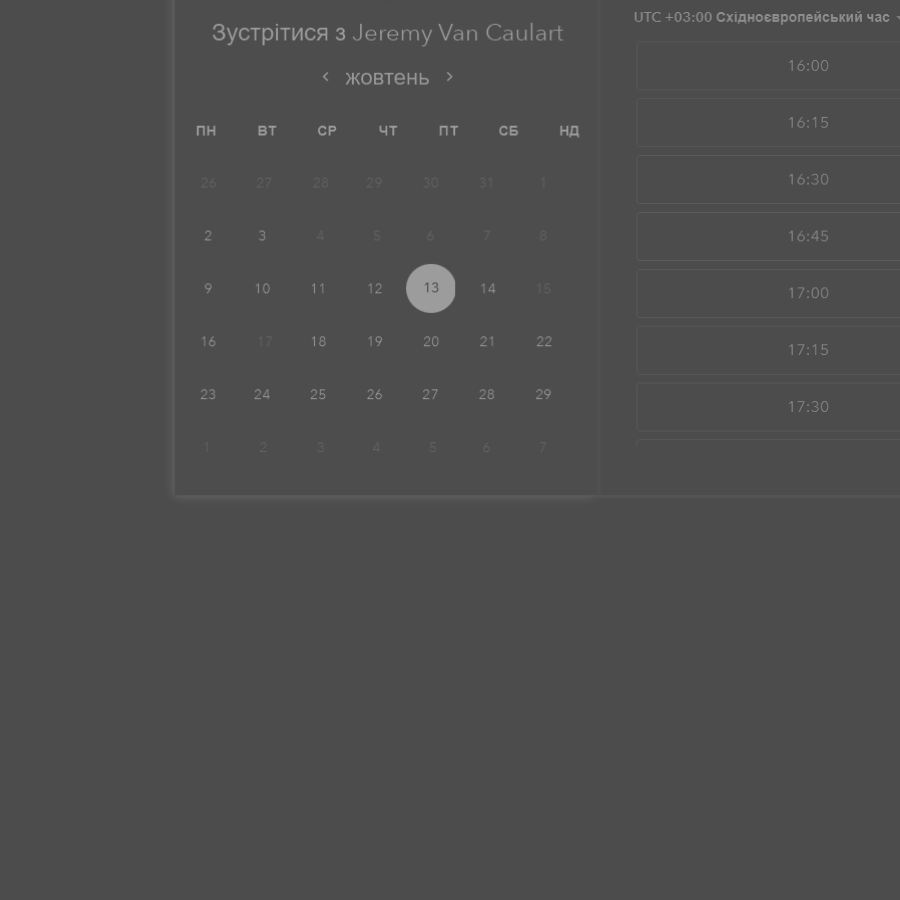 Зустрітися з Jeremy Van Caulart
жовтень
ПН ВТ СР ЧТ ПТ СБ НД
26 27 28 29 30 31 1
2 3 4 5 6 7 8
9 10 11 12 13 14 15
16 17 18 19 20 21 22
23 24 25 26 27 28 29
1 2 3 4 5 6 7
UTC +03:00 Східноєвропейський час
16:00
16:15
16:30
16:45
17:00
17:15
17:30